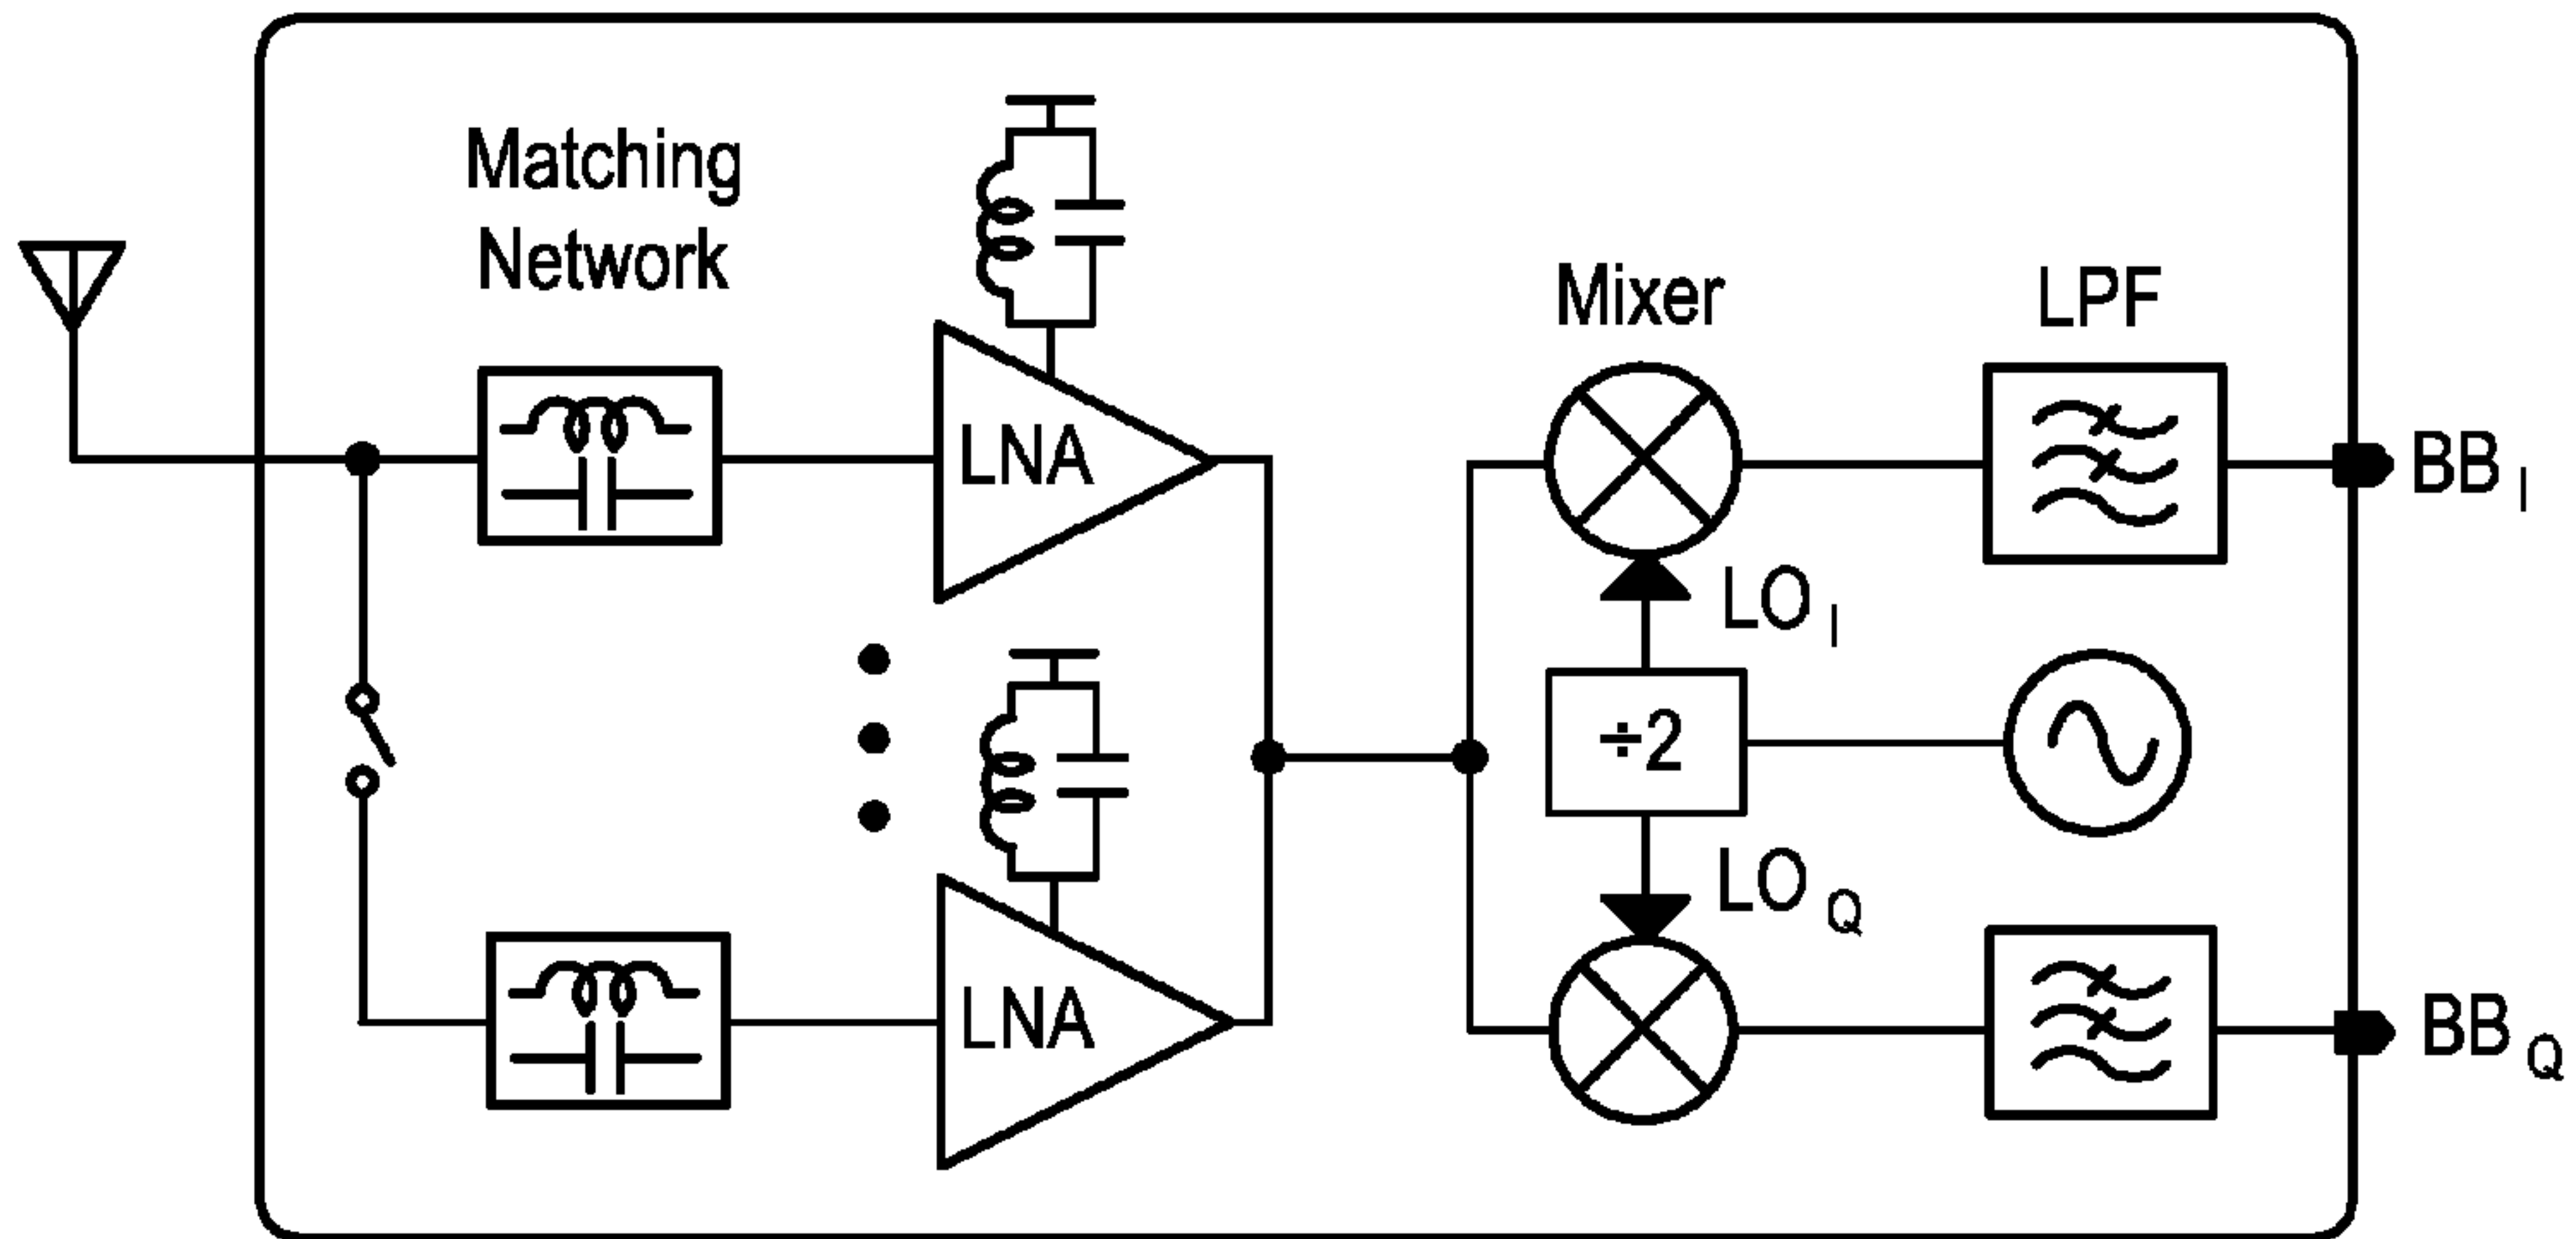 Matching
Network
Mixer
LPF
LNA
BB I
LO I
÷2
LO Q
LNA
BB Q